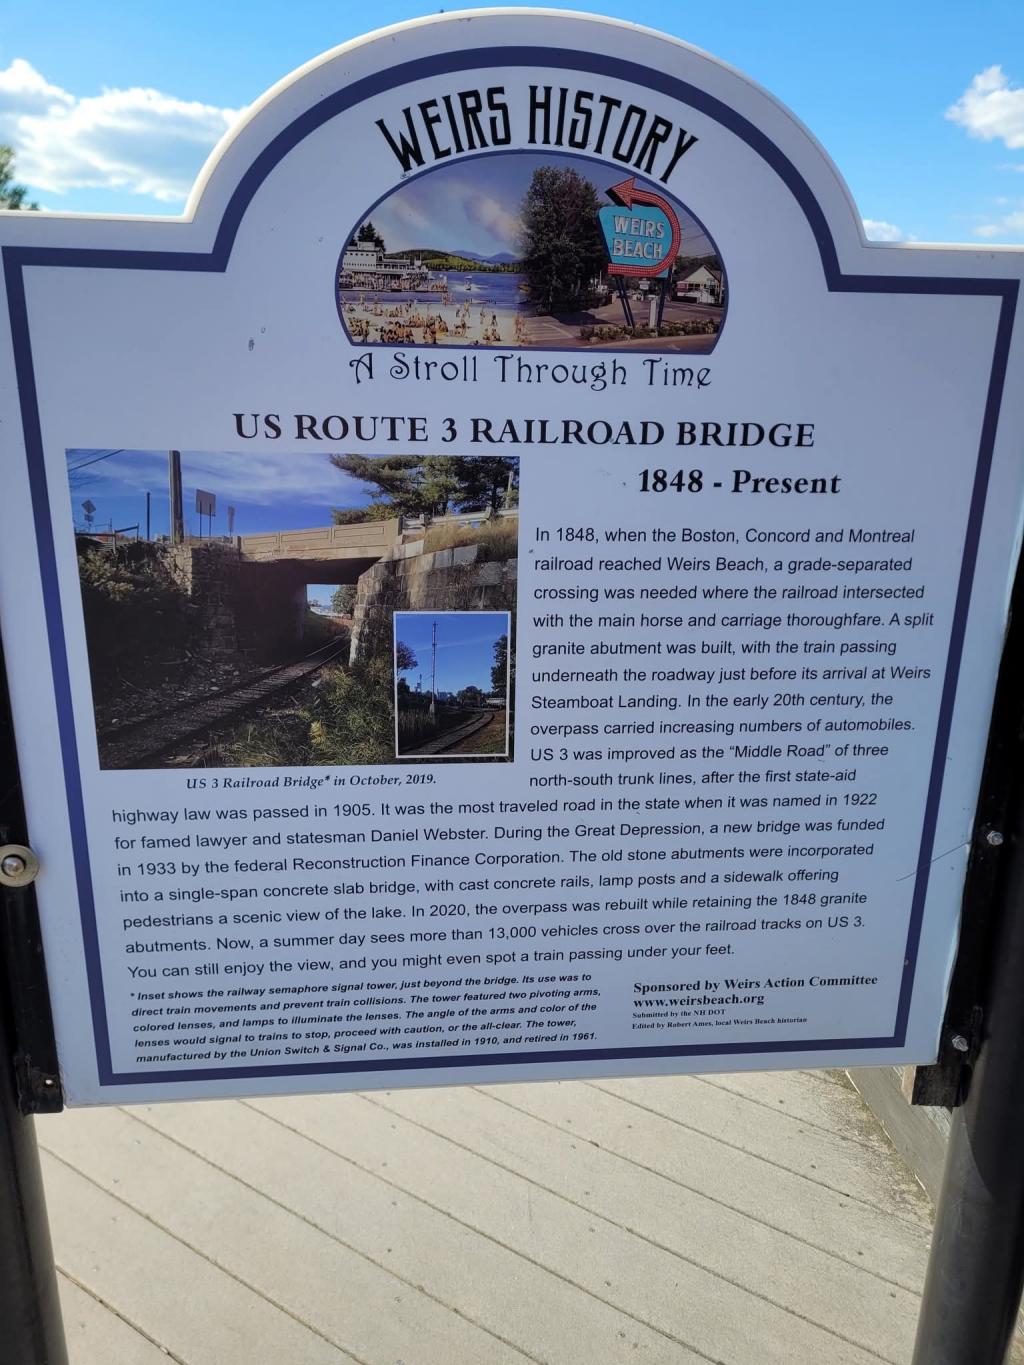 WEIRS HISTORY
WEIRS
BEACH
A Stroll Through Time
US ROUTE 3 RAILROAD BRIDGE
1848 - Present
In 1848, when the Boston, Concord and Montreal
railroad reached Weirs Beach, a grade-separated
crossing was needed where the railroad intersected
with the main horse and carriage thoroughfare. A split
granite abutment was built, with the train passing
underneath the roadway just before its arrival at Weirs
Steamboat Landing. In the early 20th century, the
overpass carried increasing numbers of automobiles.
US 3 was improved as the “Middle Road” of three
north-south trunk lines, after the first state-aid
US 3 Railroad Bridge* in October, 2019.
highway law was passed in 1905. It was the most traveled road in the state when it was named in 1922
for famed lawyer and statesman Daniel Webster. During the Great Depression, a new bridge was funded
in 1933 by the federal Reconstruction Finance Corporation. The old stone abutments were incorporated
into a single-span concrete slab bridge, with cast concrete rails, lamp posts and a sidewalk offering
pedestrians a scenic view of the lake. In 2020, the overpass was rebuilt while retaining the 1848 granite
abutments. Now, a summer day sees more than 13,000 vehicles cross over the railroad tracks on US 3.
You can still enjoy the view, and you might even spot a train passing under your feet.
* Inset shows the railway semaphore signal tower, just beyond the bridge. Its use was to
direct train movements and prevent train collisions. The tower featured two pivoting arms,
colored lenses, and lamps to illuminate the lenses. The angle of the arms and color of the
lenses would signal to trains to stop, proceed with caution, or the all-clear. The tower,
manufactured by the Union Switch & Signal Co., was installed in 1910, and retired in 1961.
Sponsored by Weirs Action Committee
www.weirsbeach.org
Submitted by the NH DOT
Edited by Robert Ames, local Weirs Beach historian